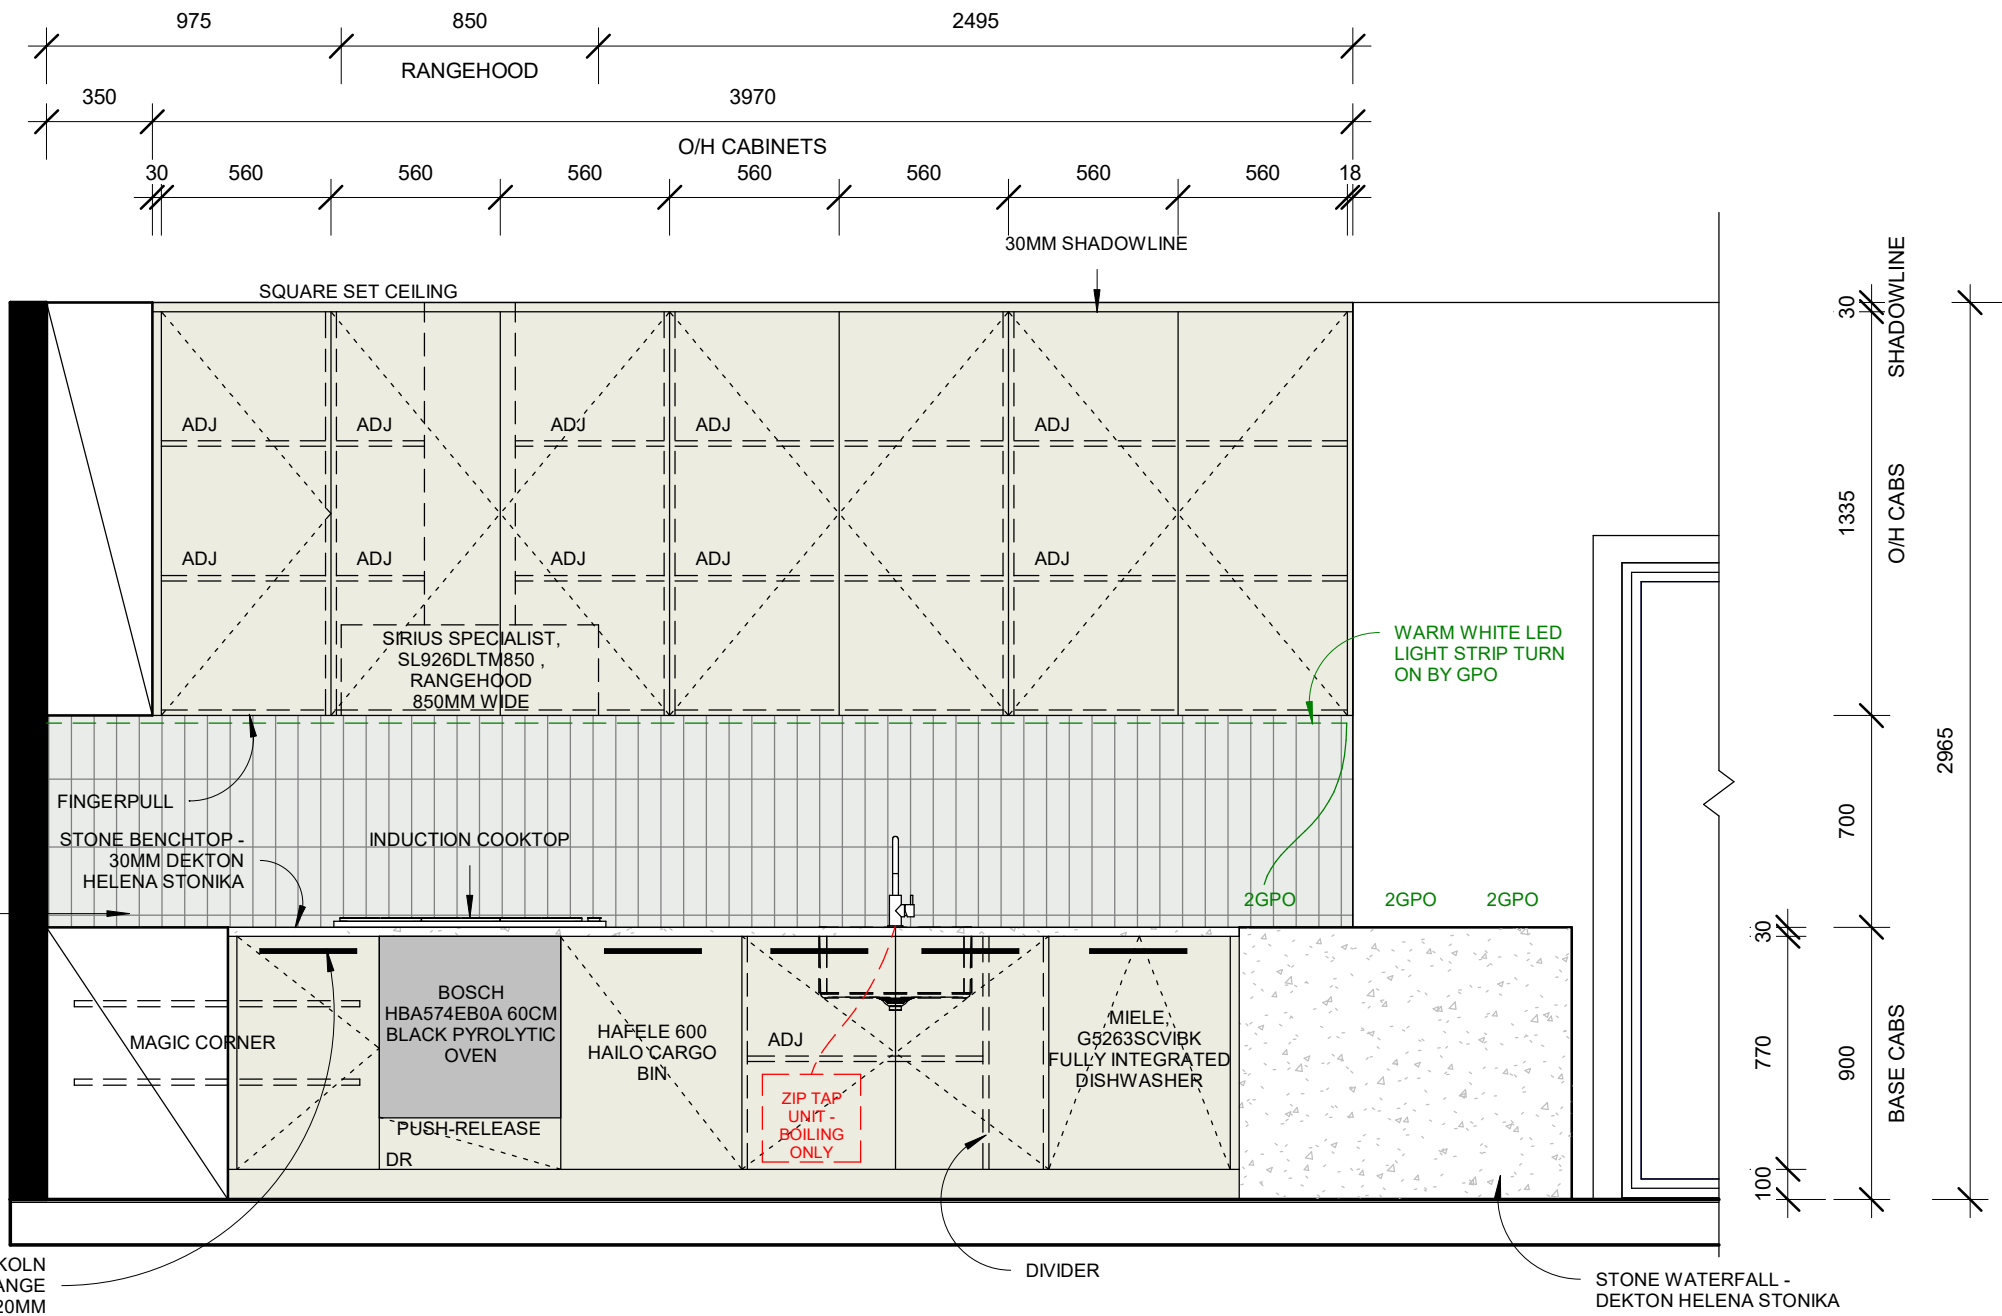 975 850 2495
RANGEHOOD
350 3970
O/H CABINETS
30 560 560 560 560 560 560 560 18
30MM SHADOWLINE
SQUARE SET CEILING
ADJ ADJ ADJ ADJ ADJ
ADJ ADJ ADJ ADJ ADJ
SIRIUS SPECIALIST,
SL926DLTM850 ,
RANGEHOOD
850MM WIDE
WARM WHITE LED
LIGHT STRIP TURN
ON BY GPO
FINGERPULL
STONE BENCHTOP -
30MM DEKTON
HELENA STONIKA
INDUCTION COOKTOP
2GPO 2GPO 2GPO
MAGIC CORNER
BOSCH
HBA574EB0A 60CM
BLACK PYROLYTIC
OVEN
PUSH-RELEASE
DR
HAFELE 600
HAILO CARGO
BIN
ADJ
ZIP TAP
UNIT -
BOILING
ONLY
MIELE
G5263SCVIBK
FULLY INTEGRATED
DISHWASHER
KOLN
ANGE
20MM
DIVIDER
STONE WATERFALL -
DEKTON HELENA STONIKA
30
SHADOWLINE
1335
O/H CABS
700
2965
30
770
100
900
BASE CABS